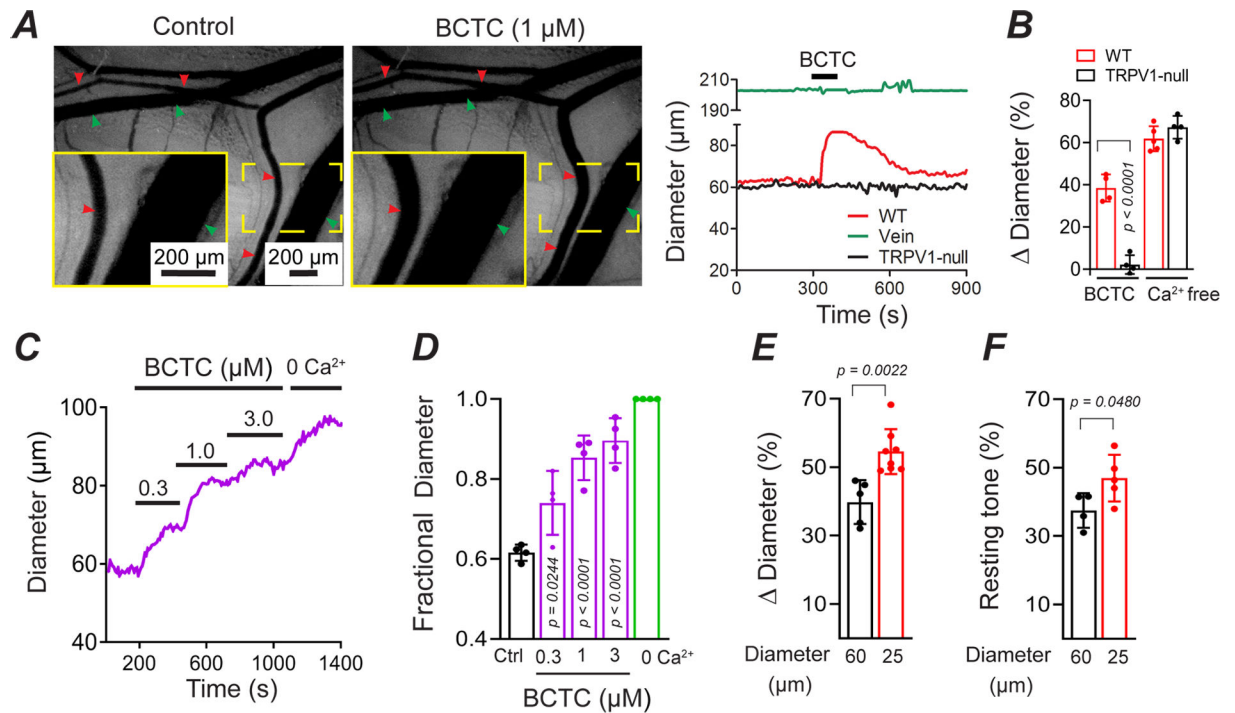 A
Control
BCTC (1 µM)
200 µm
200 µm
BCTC
Diameter (µm)
210
190
100
80
60
40
20
WT
Vein
TRPV1-null
0
300
600
900
Time (s)
B
WT
TRPV1-null
Δ Diameter (%)
80
60
40
20
0
p < 0.0001
BCTC
Ca²⁺ free
C
BCTC (µM)
0 Ca²⁺
Diameter (µm)
100
80
60
40
0.3
1.0
3.0
200
600
1000
1400
Time (s)
D
Fractional Diameter
1.0
0.8
0.6
0.4
p = 0.0244
p < 0.0001
p < 0.0001
Ctrl
0.3
1
3
0 Ca²⁺
BCTC (µM)
E
p = 0.0022
Δ Diameter (%)
70
50
30
10
Diameter
60
25
(µm)
F
p = 0.0480
Resting tone (%)
70
50
30
10
Diameter
60
25
(µm)